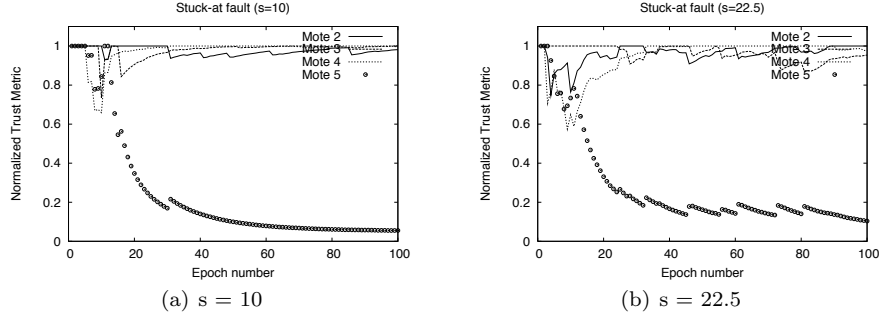 Stuck-at fault (s=10)
Normalized Trust Metric
1
0.8
0.6
0.4
0.2
0
0 20 40 60 80 100
Epoch number
Mote 2
Mote 3
Mote 4
Mote 5
(a) s = 10
Stuck-at fault (s=22.5)
Normalized Trust Metric
1
0.8
0.6
0.4
0.2
0
0 20 40 60 80 100
Epoch number
Mote 2
Mote 3
Mote 4
Mote 5
(b) s = 22.5